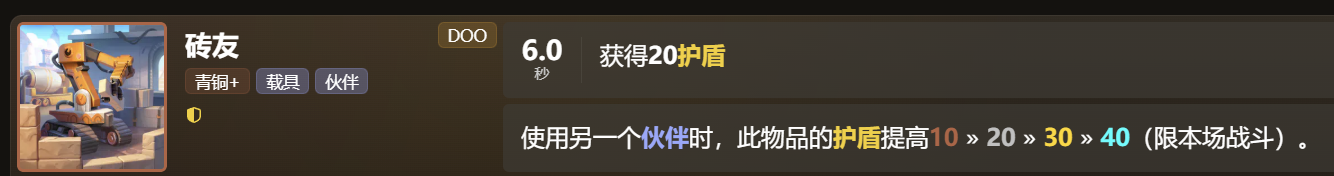 砖友
DOO
青铜+
载具
伙伴
6.0
秒
获得20护盾
使用另一个伙伴时，此物品的护盾提高10 » 20 » 30 » 40（限本场战斗）。